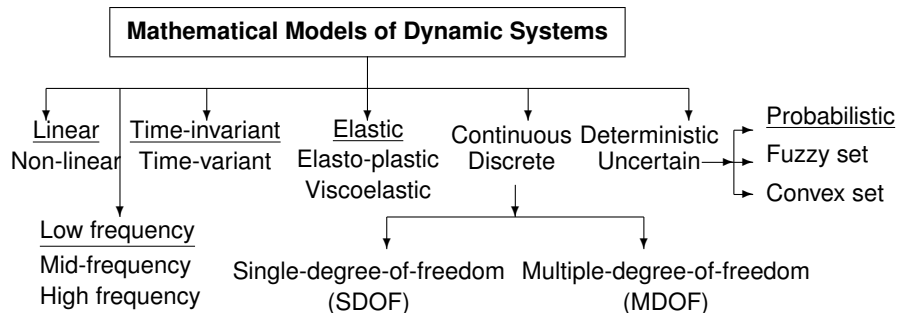 Mathematical Models of Dynamic Systems
Linear
Non-linear
Time-invariant
Time-variant
Elastic
Elasto-plastic
Viscoelastic
Continuous
Discrete
Deterministic
Uncertain
Probabilistic
Fuzzy set
Convex set
Low frequency
Mid-frequency
High frequency
Single-degree-of-freedom
(SDOF)
Multiple-degree-of-freedom
(MDOF)